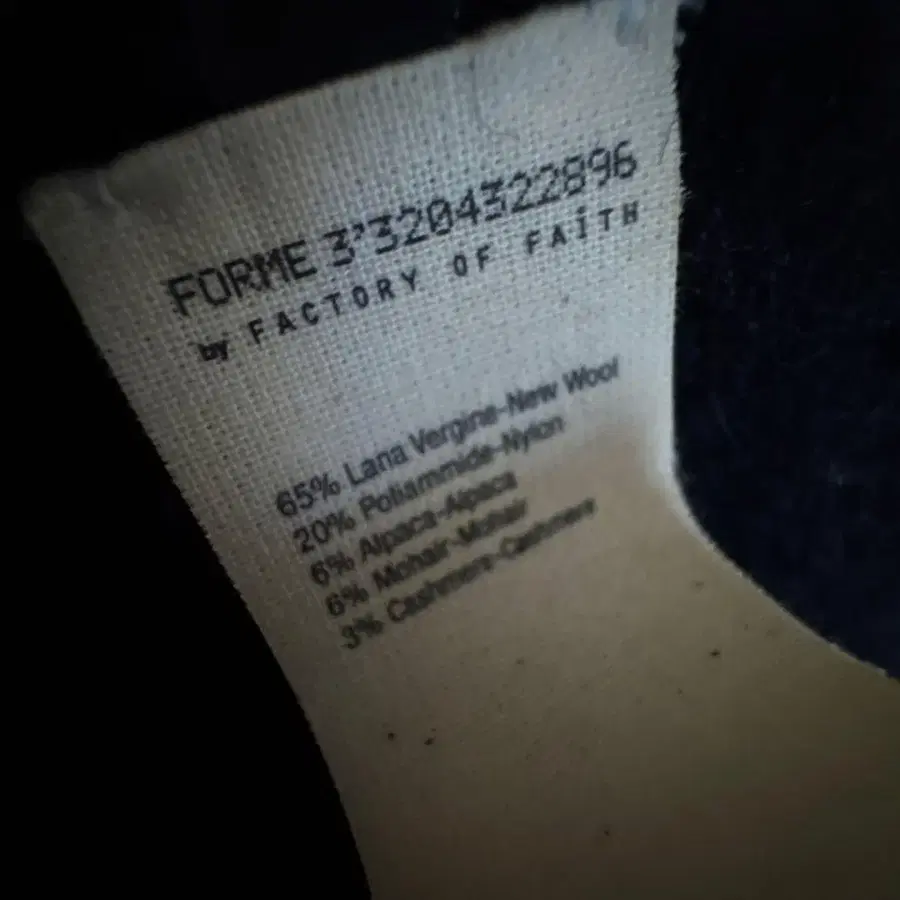 FORME 3'3204322896
by FACTORY OF FAÎTH
65% Lana Vergine-New Wool
20% Poliammide-Nylon
6% Alpaca-Alpaca
6% Mohair-Mohair
3% Cashmere-Cashmere